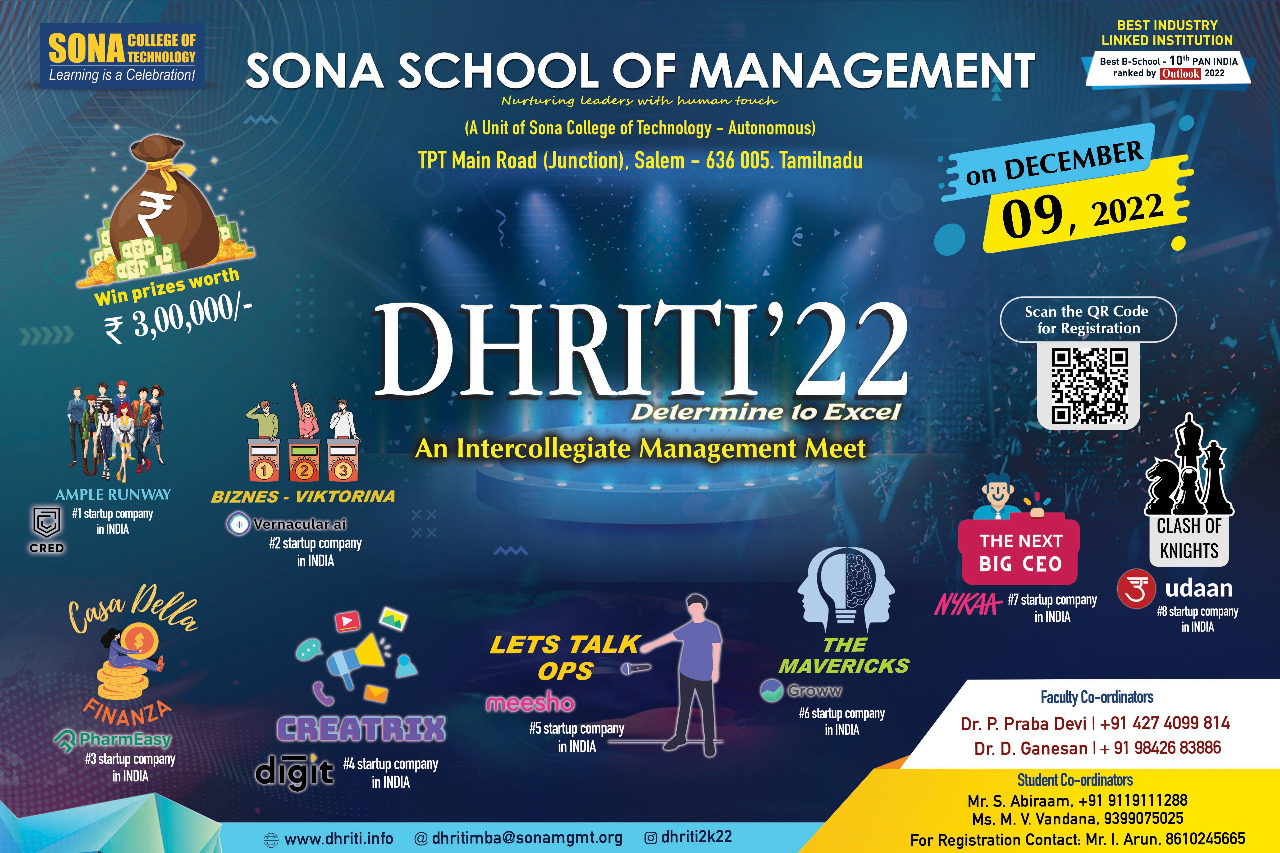 SONA COLLEGE OF
TECHNOLOGY
Learning is a Celebration!
SONA SCHOOL OF MANAGEMENT
Nurturing leaders with human touch
(A Unit of Sona College of Technology - Autonomous)
TPT Main Road (Junction), Salem - 636 005. Tamilnadu
BEST INDUSTRY
LINKED INSTITUTION
Best B-School - 10th PAN INDIA
ranked by Outlook 2022
on DECEMBER
09, 2022
₹
Win prizes worth
₹ 3,00,000/-
DHRITI'22
Determine to Excel
An Intercollegiate Management Meet
Scan the QR Code
for Registration
AMPLE RUNWAY
#1 startup company
in INDIA
CRED
1 2 3
BIZNES - VIKTORINA
Vernacular.ai
#2 startup company
in INDIA
Casa Della
$
FINANZA
PharmEasy
#3 startup company
in INDIA
CREATRIX
digit
#4 startup company
in INDIA
LETS TALK
OPS
meesho
#5 startup company
in INDIA
THE
MAVERICKS
Groww
#6 startup company
in INDIA
THE NEXT
BIG CEO
NYKAA
#7 startup company
in INDIA
CLASH OF
KNIGHTS
उ udaan
#8 startup company
in INDIA
Faculty Co-ordinators
Dr. P. Praba Devi | +91 427 4099 814
Dr. D. Ganesan | + 91 98426 83886
Student Co-ordinators
Mr. S. Abiraam, +91 9119111288
Ms. M. V. Vandana, 9399075025
For Registration Contact: Mr. I. Arun, 8610245665
www.dhriti.info @ dhritimba@sonamgmt.org dhriti2k22